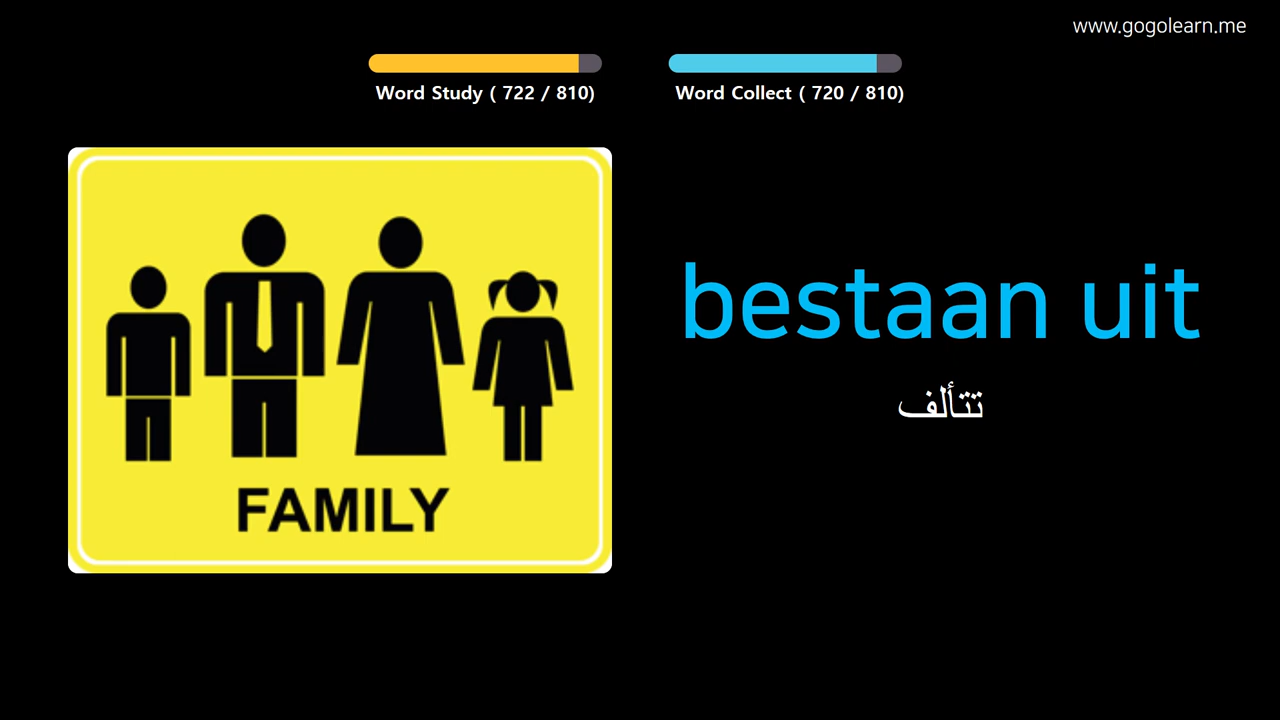 www.gogolearn.me
Word Study ( 722 / 810)
Word Collect ( 720 / 810)
FAMILY
bestaan uit
تتألف